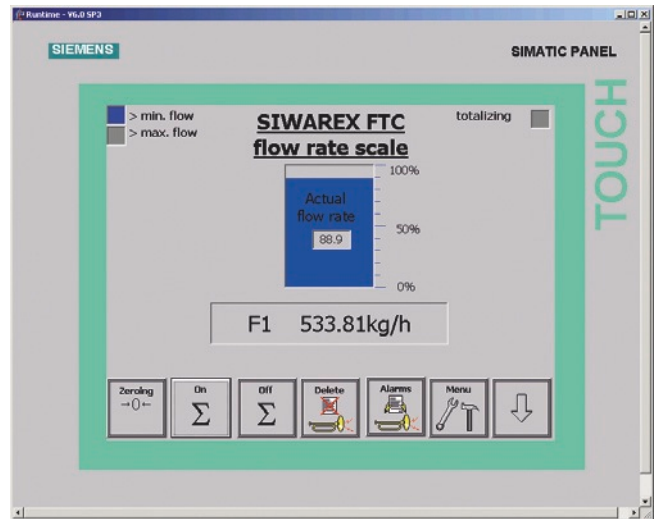 Runtime - V6.0 SP3
SIEMENS
SIMATIC PANEL
TOUCH
> min. flow
> max. flow
SIWAREX FTC
flow rate scale
totalizing
100%
Actual
flow rate
88.9
50%
0%
F1 533.81kg/h
Zeroing
→0←
On
Σ
Off
Σ
Delete
Alarms
Menu